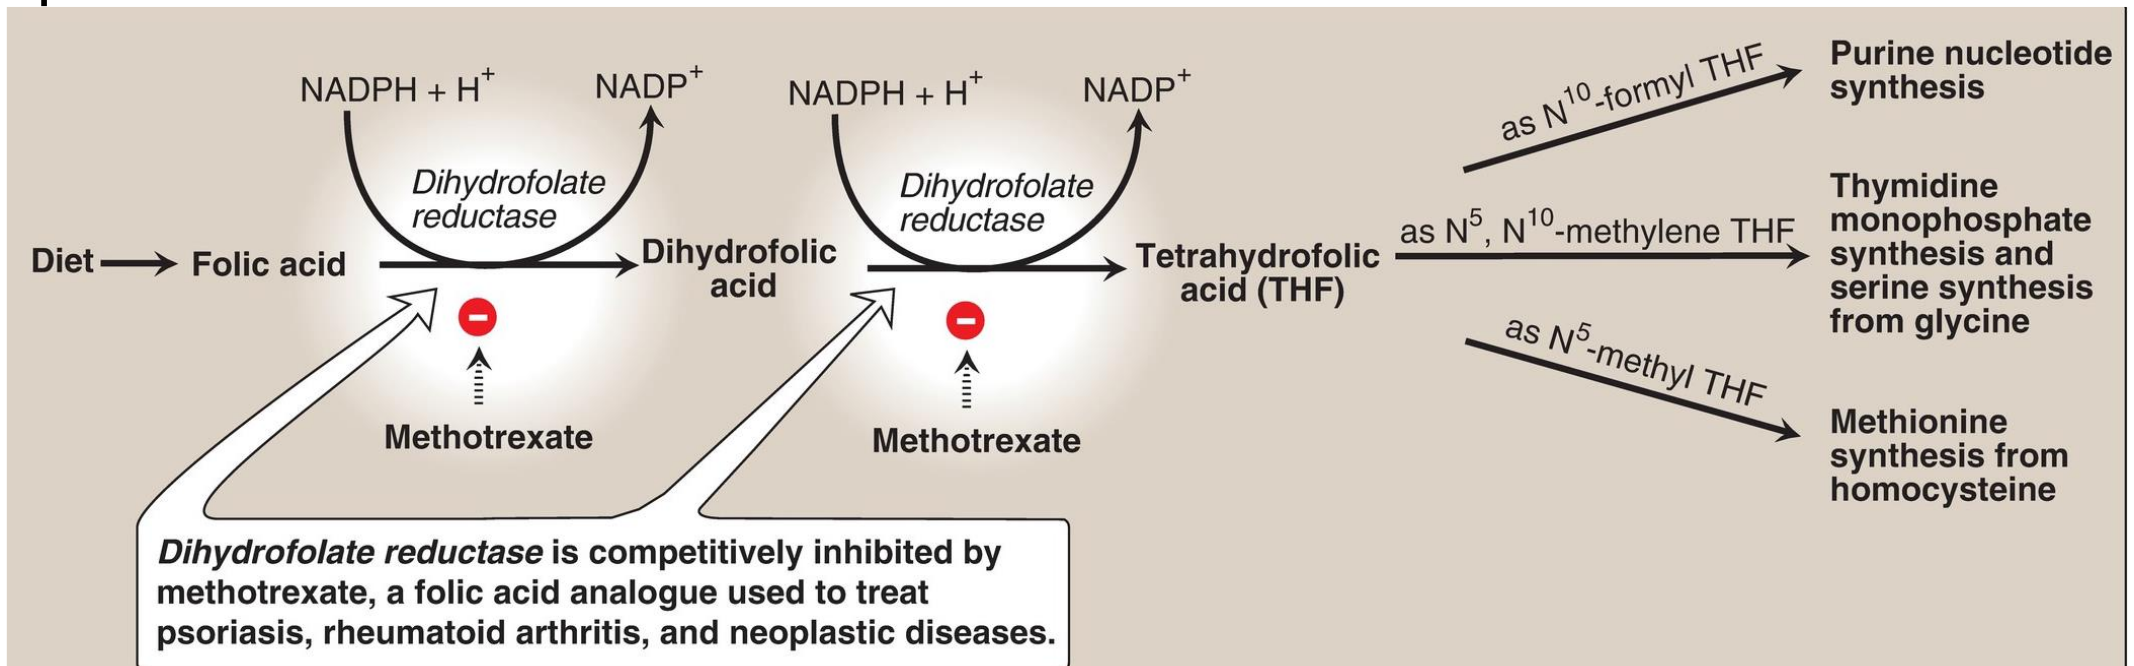 NADPH + H⁺
NADP⁺
NADPH + H⁺
NADP⁺
Dihydrofolate
reductase
Dihydrofolate
reductase
Diet
Folic acid
Dihydrofolic
acid
Tetrahydrofolic
acid (THF)
as N¹⁰-formyl THF
Purine nucleotide
synthesis
as N⁵, N¹⁰-methylene THF
Thymidine
monophosphate
synthesis and
serine synthesis
from glycine
as N⁵-methyl THF
Methionine
synthesis from
homocysteine
Methotrexate
Methotrexate
Dihydrofolate reductase is competitively inhibited by
methotrexate, a folic acid analogue used to treat
psoriasis, rheumatoid arthritis, and neoplastic diseases.